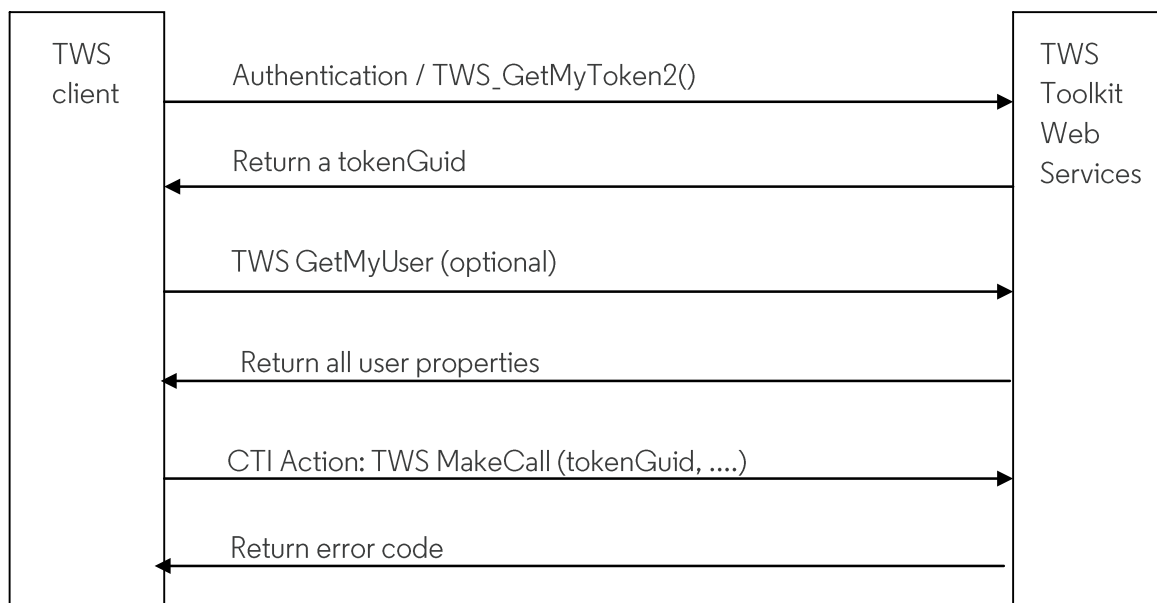 TWS
client
Authentication / TWS_GetMyToken2()
Return a tokenGuid
TWS GetMyUser (optional)
Return all user properties
CTI Action: TWS MakeCall (tokenGuid, ....)
Return error code
TWS
Toolkit
Web
Services